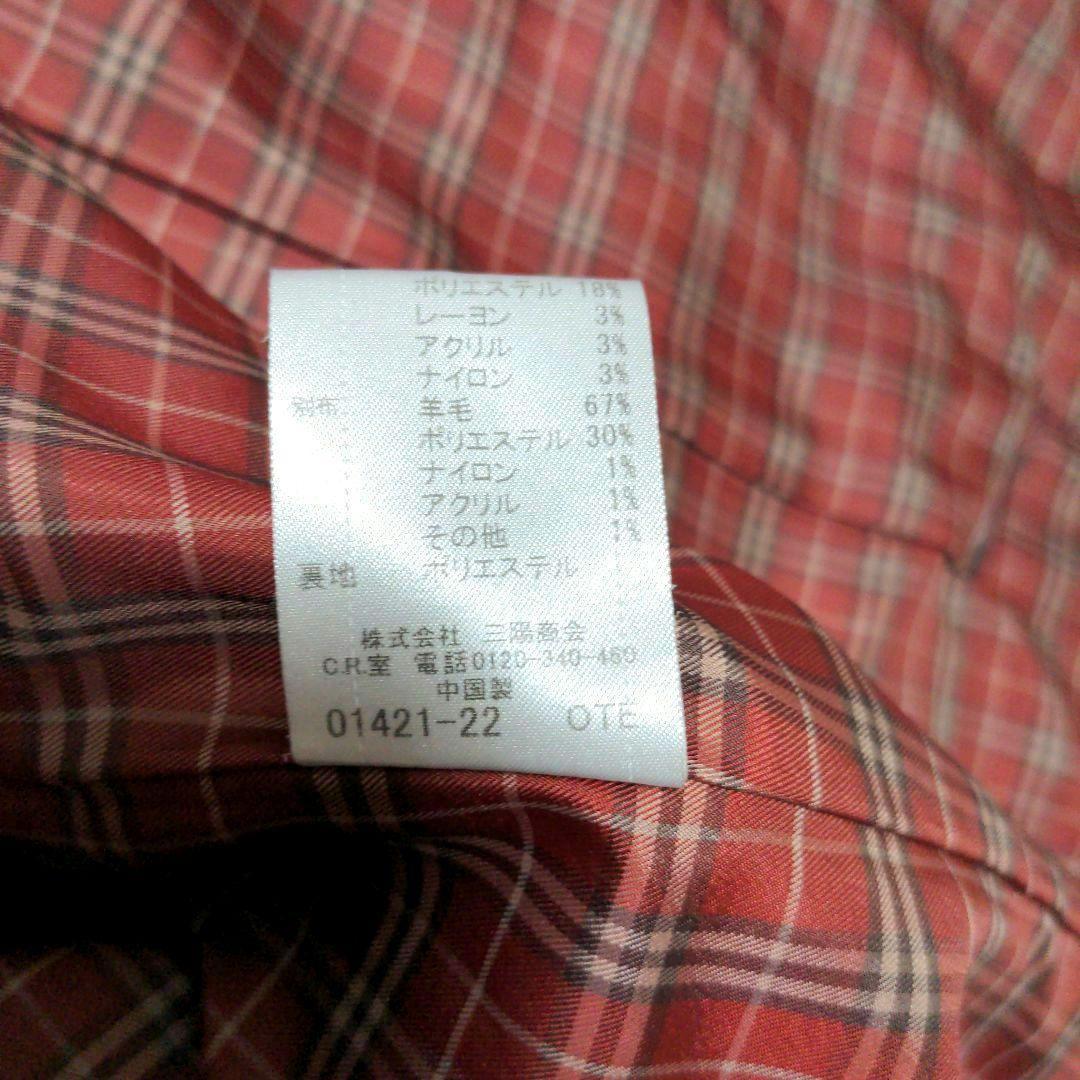 ポリエステル 18%
レーヨン 3%
アクリル 3%
ナイロン 3%
別布 羊毛 67%
ポリエステル 30%
ナイロン 1%
アクリル 1%
その他 1%
裏地 ポリエステル
株式会社 三陽商会
C.R.室 電話0120-340-460
中国製
01421-22 OTE